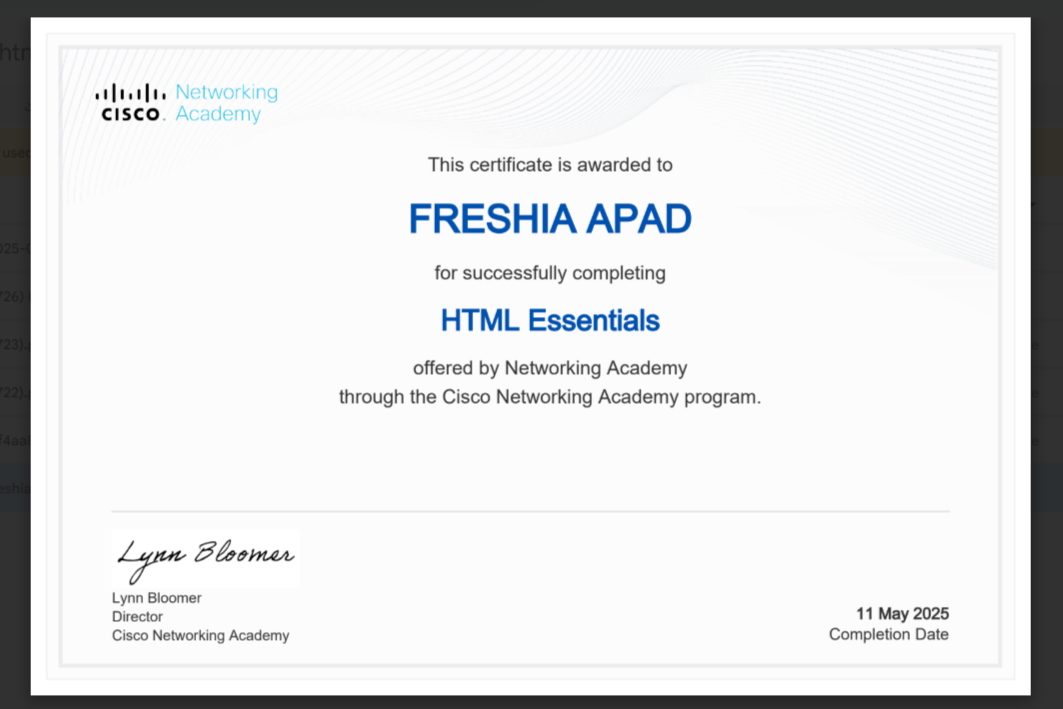 Networking
CISCO. Academy
This certificate is awarded to
FRESHIA APAD
for successfully completing
HTML Essentials
offered by Networking Academy
through the Cisco Networking Academy program.
Lynn Bloomer
Lynn Bloomer
Director
Cisco Networking Academy
11 May 2025
Completion Date